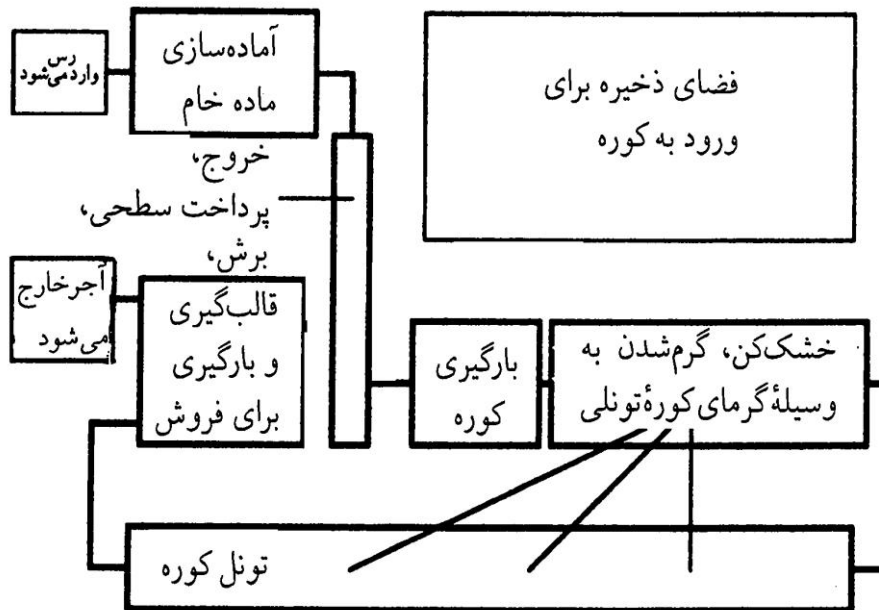 رس
وارد می‌شود
آماده‌سازی
ماده خام
فضای ذخیره برای
ورود به کوره
خروج،
پرداخت سطحی،
برش،
آجر خارج
می‌شود
قالب‌گیری
و بارگیری
برای فروش
بارگیری
کوره
خشک‌کن، گرم‌شدن به
وسیلهٔ گرمای کورهٔ تونلی
تونل کوره